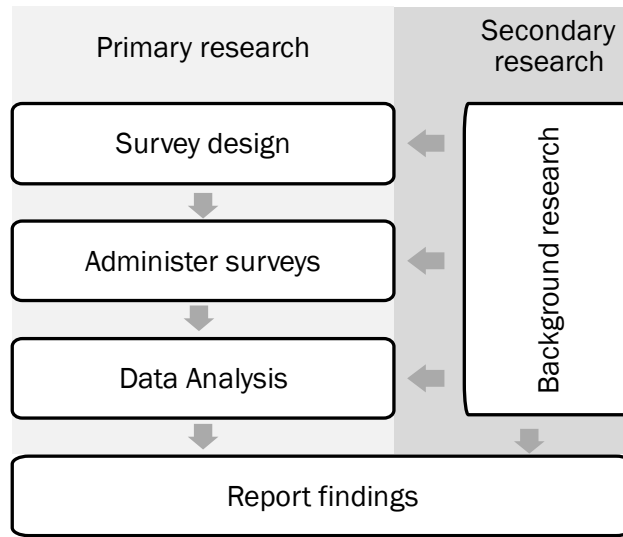 Primary research
Secondary
research
Survey design
Administer surveys
Data Analysis
Background research
Report findings